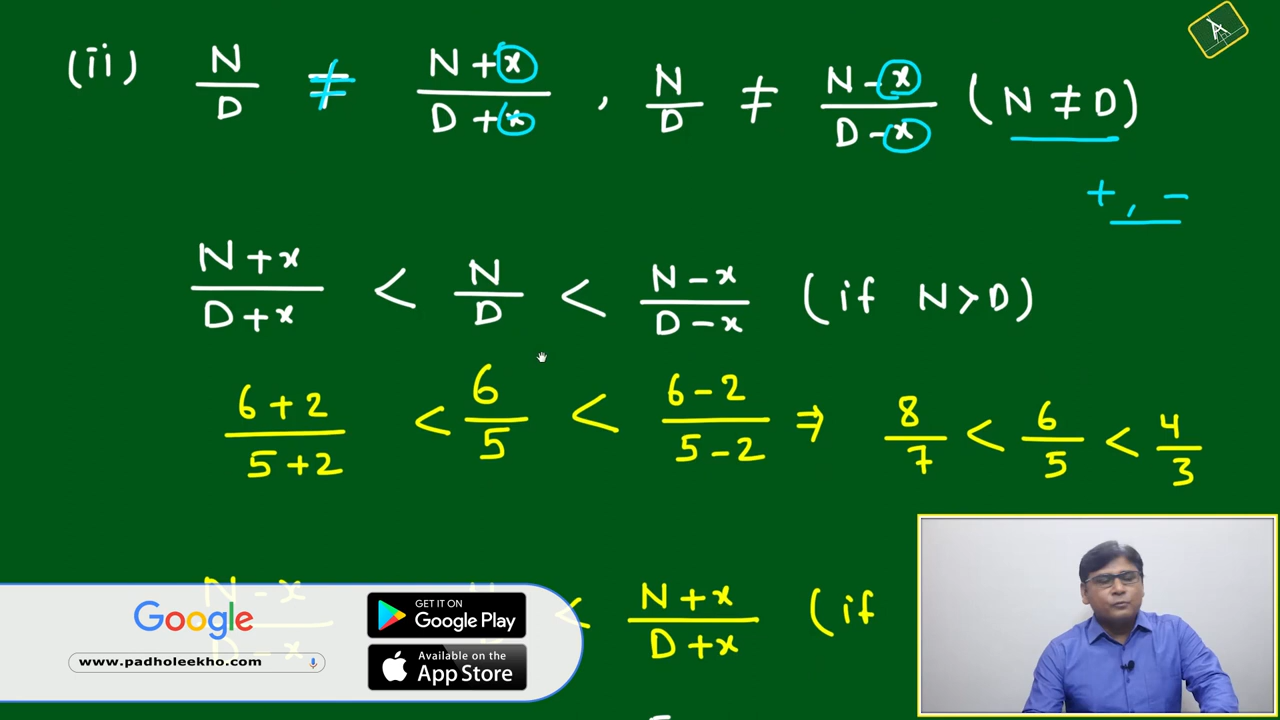 (ii) N/D ≠ N+x/D+x , N/D ≠ N-x/D-x (N ≠ D)
+, -
N+x/D+x < N/D < N-x/D-x (if N>D)
6+2/5+2 < 6/5 < 6-2/5-2 ⇒ 8/7 < 6/5 < 4/3
N-x < N+x/D+x (if
Google
www.padholeekho.com
GET IT ON
Google Play
Available on the
App Store